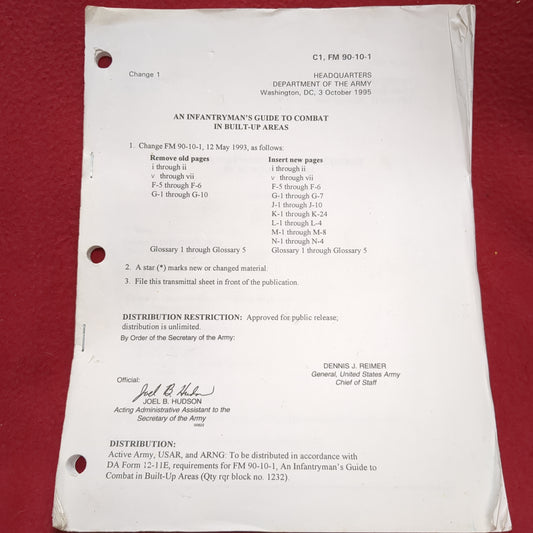 C1, FM 90-10-1
Change 1
HEADQUARTERS
DEPARTMENT OF THE ARMY
Washington, DC, 3 October 1995
AN INFANTRYMAN'S GUIDE TO COMBAT
IN BUILT-UP AREAS
1. Change FM 90-10-1, 12 May 1993, as follows:
Remove old pages Insert new pages
i through ii i through ii
v through vii v through vii
F-5 through F-6 F-5 through F-6
G-1 through G-10 G-1 through G-7
J-1 through J-10
K-1 through K-24
L-1 through L-4
M-1 through M-8
N-1 through N-4
Glossary 1 through Glossary 5 Glossary 1 through Glossary 5
2. A star (*) marks new or changed material.
3. File this transmittal sheet in front of the publication.
DISTRIBUTION RESTRICTION: Approved for public release;
distribution is unlimited.
By Order of the Secretary of the Army:
DENNIS J. REIMER
General, United States Army
Chief of Staff
Official:
Joel B. Hudson
JOEL B. HUDSON
Acting Administrative Assistant to the
Secretary of the Army
DISTRIBUTION:
Active Army, USAR, and ARNG: To be distributed in accordance with
DA Form 12-11E, requirements for FM 90-10-1, An Infantryman's Guide to
Combat in Built-Up Areas (Qty rqr block no. 1232).